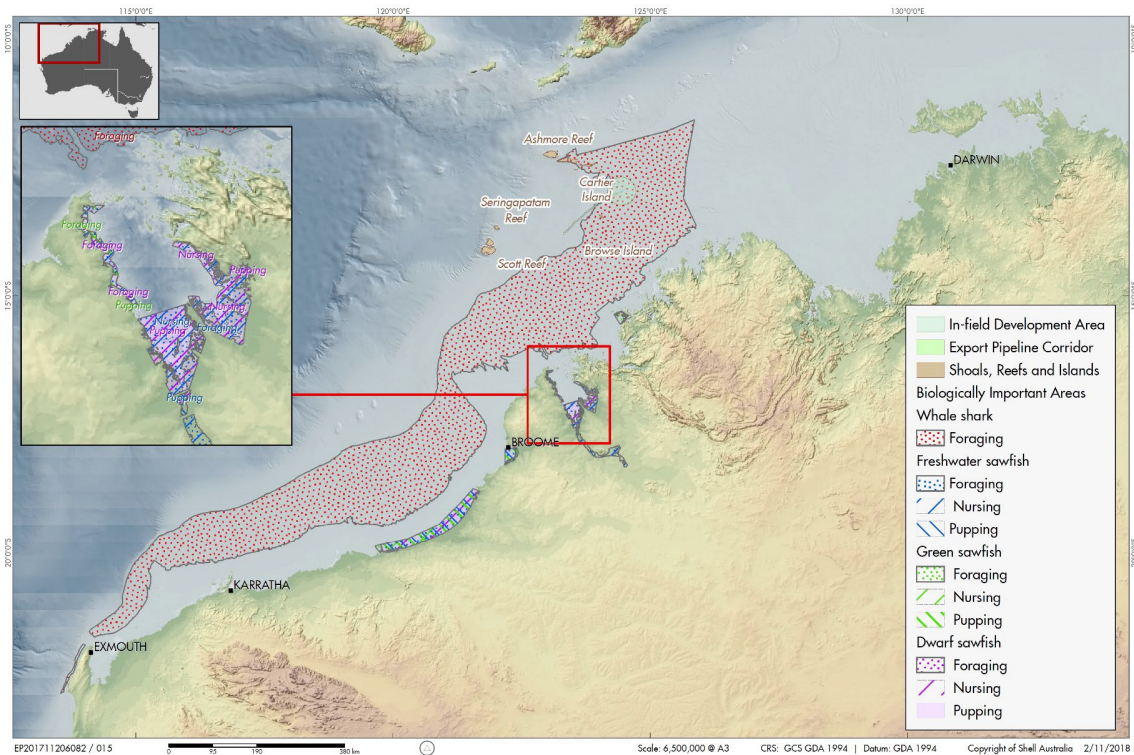 115°0'0"E
120°0'0"E
125°0'0"E
130°0'0"E
10°0'0"S
15°0'0"S
20°0'0"S
Ashmore Reef
Cartier
Island
Seringapatam
Reef
Browse Island
Scott Reef
DARWIN
BROOME
KARRATHA
EXMOUTH
Foraging
Foraging
Foraging
Nursing
Pupping
Foraging
Pupping
Nursing
Nursing
Pupping
Foraging
Pupping
In-field Development Area
Export Pipeline Corridor
Shoals, Reefs and Islands
Biologically Important Areas
Whale shark
Foraging
Freshwater sawfish
Foraging
Nursing
Pupping
Green sawfish
Foraging
Nursing
Pupping
Dwarf sawfish
Foraging
Nursing
Pupping
EP201711206082 / 015
0 95 190 380 km
Scale: 6,500,000 @ A3
CRS: GCS GDA 1994 | Datum: GDA 1994
Copyright of Shell Australia 2/11/2018